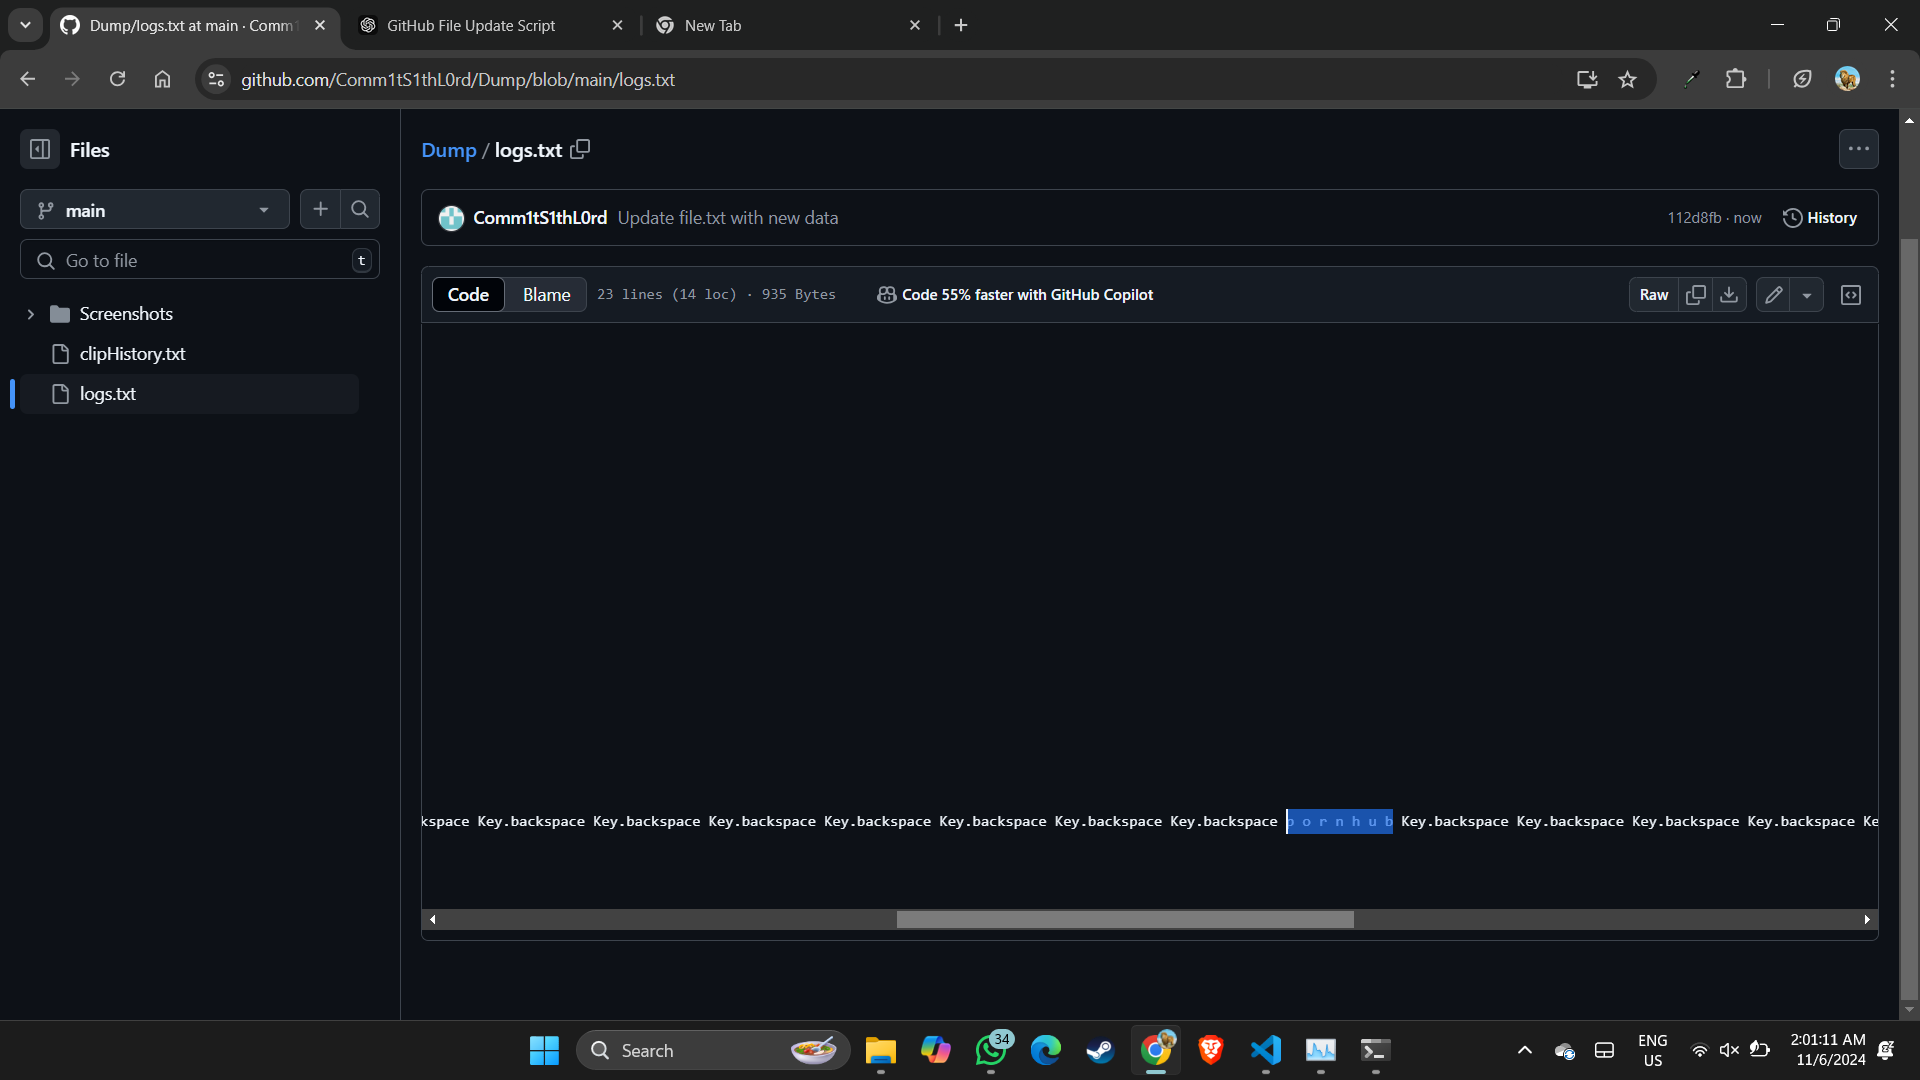 Dump/logs.txt at main · Comm1
GitHub File Update Script
New Tab
github.com/Comm1tS1thL0rd/Dump/blob/main/logs.txt
Files
Dump / logs.txt
main
Comm1tS1thL0rd Update file.txt with new data
112d8fb · now
History
Go to file
t
Code
Blame
23 lines (14 loc) · 935 Bytes
Code 55% faster with GitHub Copilot
Raw
Screenshots
clipHistory.txt
logs.txt
kspace Key.backspace Key.backspace Key.backspace Key.backspace Key.backspace Key.backspace Key.backspace p o r n h u b Key.backspace Key.backspace Key.backspace Key.backspace Ke
Search
34
ENG
US
2:01:11 AM
11/6/2024